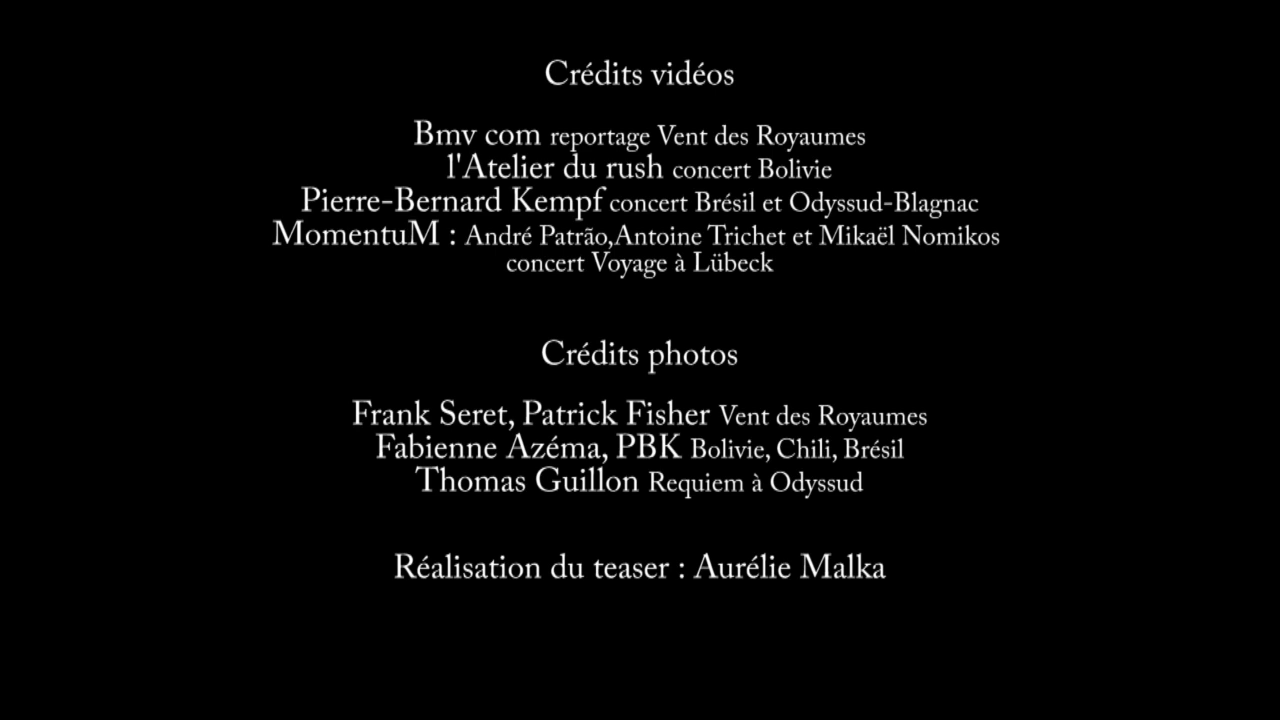 Crédits vidéos
Bmv com reportage Vent des Royaumes
l'Atelier du rush concert Bolivie
Pierre-Bernard Kempf concert Brésil et Odyssud-Blagnac
MomentuM : André Patrão,Antoine Trichet et Mikaël Nomikos
concert Voyage à Lübeck
Crédits photos
Frank Seret, Patrick Fisher Vent des Royaumes
Fabienne Azéma, PBK Bolivie, Chili, Brésil
Thomas Guillon Requiem à Odyssud
Réalisation du teaser : Aurélie Malka